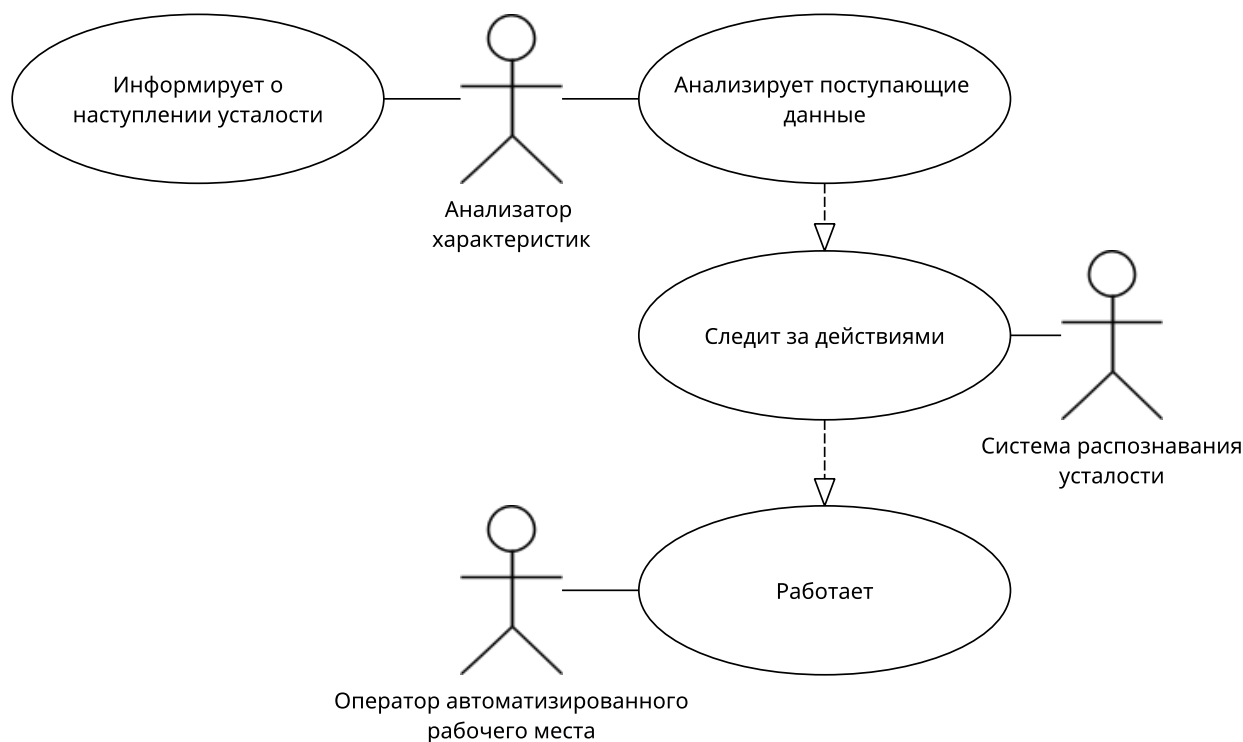 Информирует о
наступлении усталости
Анализирует поступающие
данные
Анализатор
характеристик
Следит за действиями
Система распознавания
усталости
Работает
Оператор автоматизированного
рабочего места